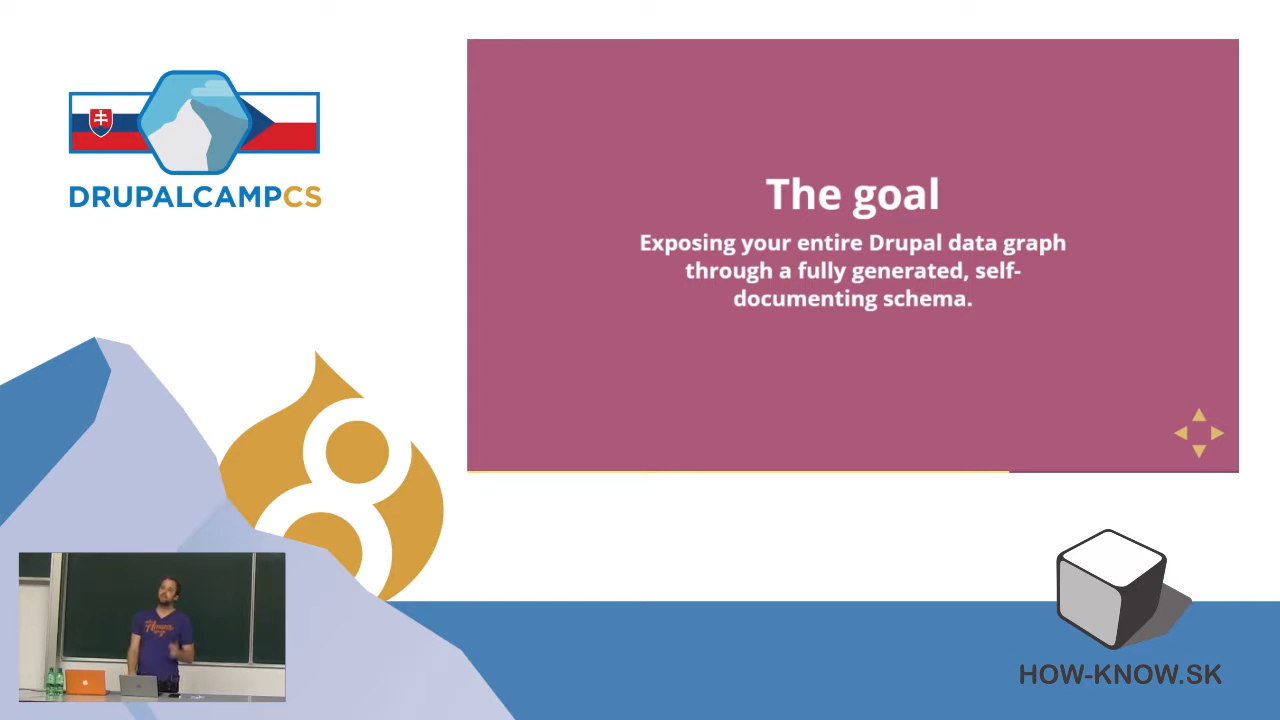 DRUPALCAMPCS
The goal
Exposing your entire Drupal data graph
through a fully generated, self-
documenting schema.
HOW-KNOW.SK